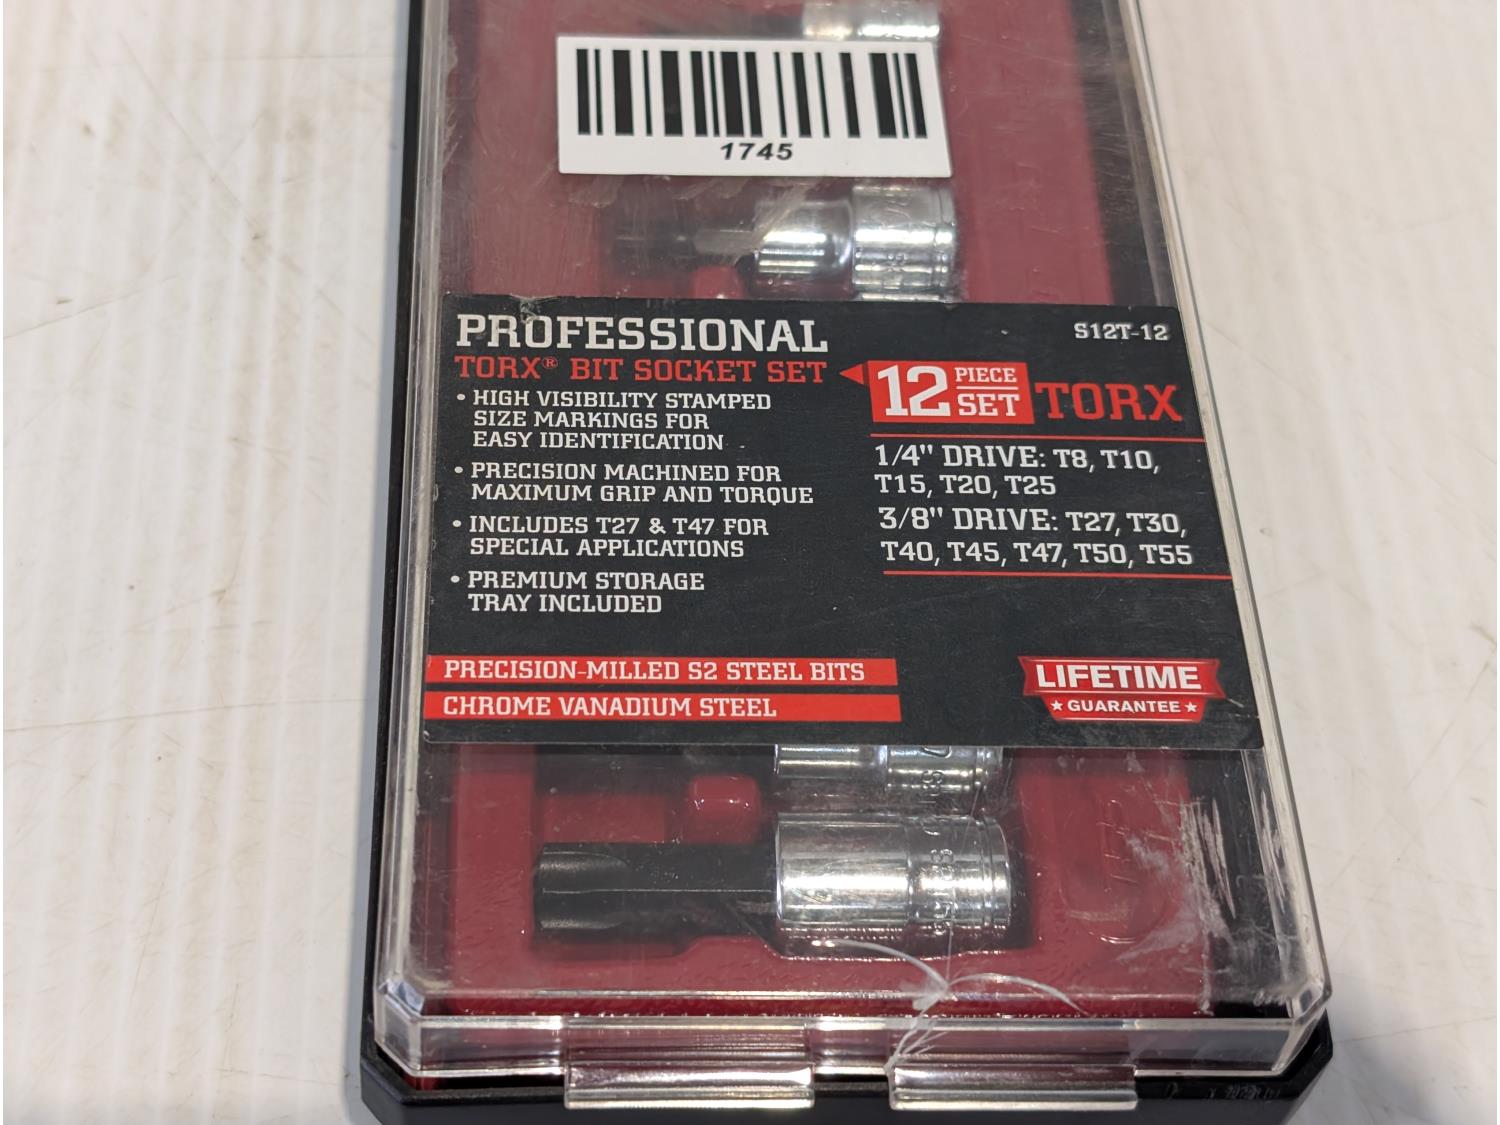 1745
PROFESSIONAL
TORX® BIT SOCKET SET
• HIGH VISIBILITY STAMPED
SIZE MARKINGS FOR
EASY IDENTIFICATION
• PRECISION MACHINED FOR
MAXIMUM GRIP AND TORQUE
• INCLUDES T27 & T47 FOR
SPECIAL APPLICATIONS
• PREMIUM STORAGE
TRAY INCLUDED
PRECISION-MILLED S2 STEEL BITS
CHROME VANADIUM STEEL
S12T-12
12 PIECE
SET TORX
1/4" DRIVE: T8, T10,
T15, T20, T25
3/8" DRIVE: T27, T30,
T40, T45, T47, T50, T55
LIFETIME
★ GUARANTEE ★